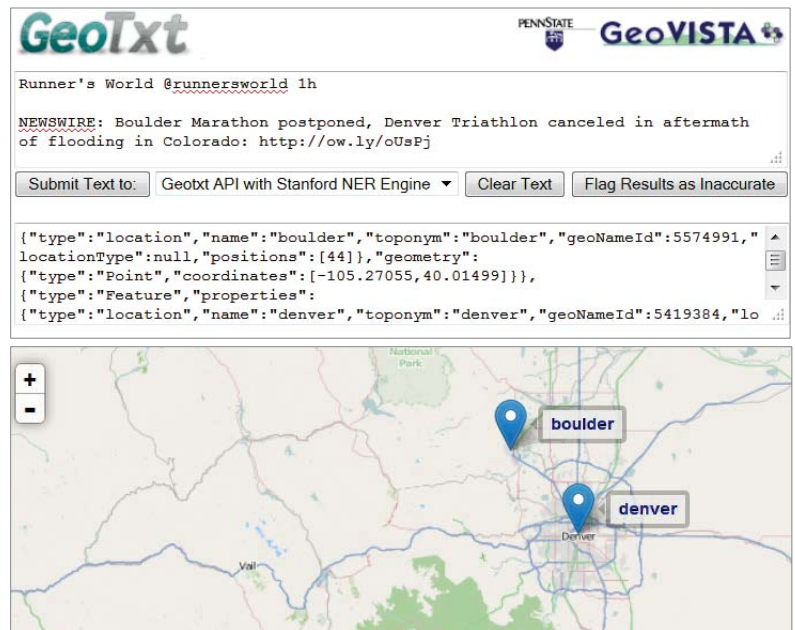 GeoTxt
PENNSTATE
GeoVISTA
Runner's World @runnersworld 1h
NEWSWIRE: Boulder Marathon postponed, Denver Triathlon canceled in aftermath
of flooding in Colorado: http://ow.ly/oUsPj
Submit Text to: Geotxt API with Stanford NER Engine Clear Text Flag Results as Inaccurate
{"type":"location","name":"boulder","toponym":"boulder","geoNameId":5574991,"
locationType":null,"positions":[44]},"geometry":
{"type":"Point","coordinates":[-105.27055,40.01499]}},
{"type":"Feature","properties":
{"type":"location","name":"denver","toponym":"denver","geoNameId":5419384,"lo
National
Park
+
-
boulder
denver
Denver
Vail